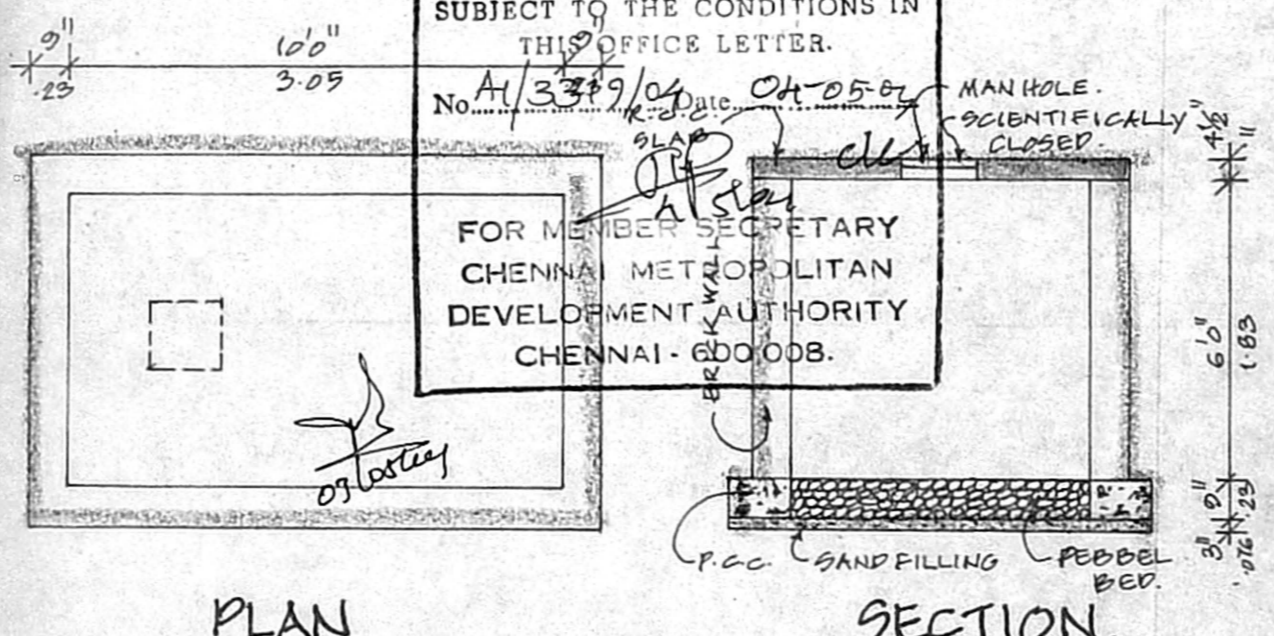 SUBJECT TO THE CONDITIONS IN
THIS OFFICE LETTER.
No. A1/3319/04 Date 04-05-04
9"
.23
10'0"
3.05
9"
R.C.C.
SLAB
MANHOLE.
SCIENTIFICALLY
CLOSED.
4½"
FOR MEMBER SECRETARY
CHENNAI METROPOLITAN
DEVELOPMENT AUTHORITY
CHENNAI - 600 008.
BRICK WALL
6'0"
1.83
9"
.23
3"
.076
P.C.C.
SAND FILLING
PEBBEL
BED.
PLAN
SECTION